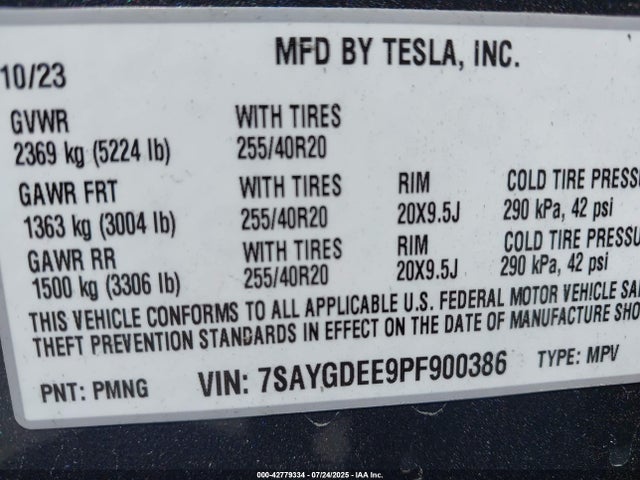 MFD BY TESLA, INC.
10/23
GVWR WITH TIRES
2369 kg (5224 lb) 255/40R20
GAWR FRT WITH TIRES RIM COLD TIRE PRESSU
1363 kg (3004 lb) 255/40R20 20X9.5J 290 kPa, 42 psi
GAWR RR WITH TIRES RIM COLD TIRE PRESSU
1500 kg (3306 lb) 255/40R20 20X9.5J 290 kPa, 42 psi
THIS VEHICLE CONFORMS TO ALL APPLICABLE U.S. FEDERAL MOTOR VEHICLE SA
THEFT PREVENTION STANDARDS IN EFFECT ON THE DATE OF MANUFACTURE SHO
PNT: PMNG VIN: 7SAYGDEE9PF900386 TYPE: MPV
000-42779334 - 07/24/2025 - IAA Inc.